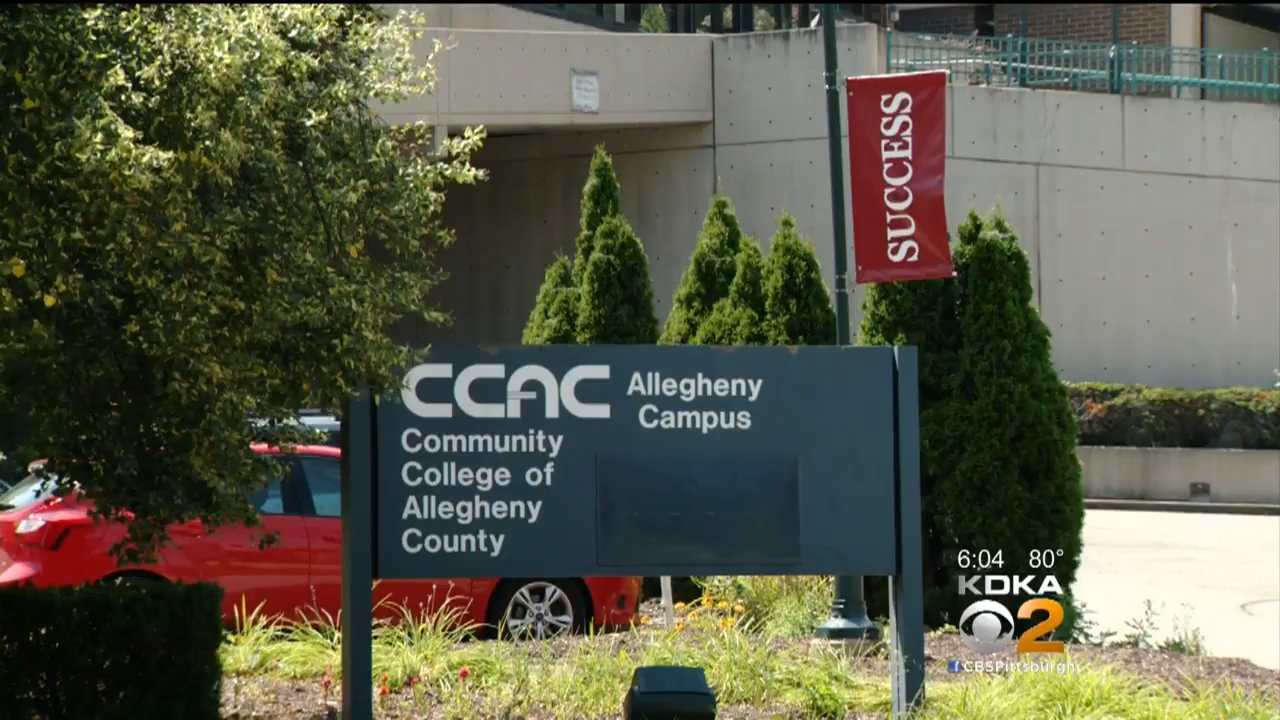 SUCCESS
CCAC Allegheny
Campus
Community
College of
Allegheny
County
6:04 80°
KDKA
2
CBSPittsburgh